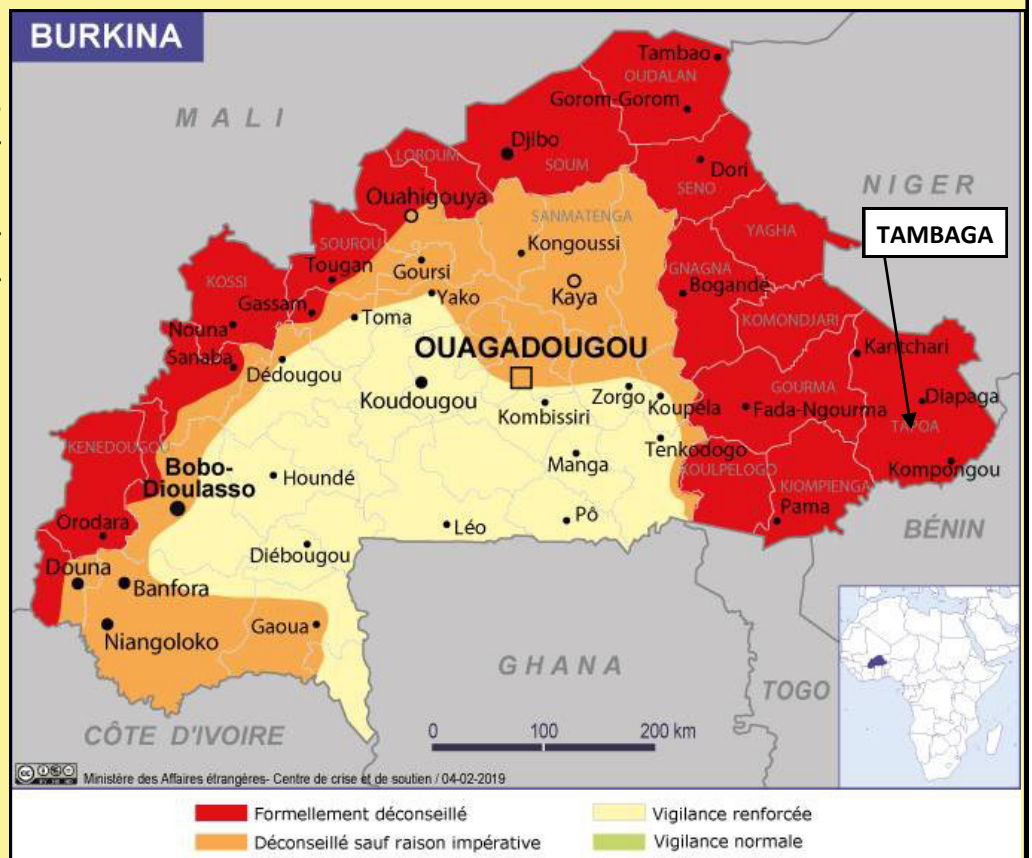 BURKINA
MALI
Tambao
OUDALAN
Gorom-Gorom
Djibo
LOROUM
SOUM
Dori
SENO
NIGER
Ouahigouya
SANMATENGA
YAGHA
TAMBAGA
SOUROU
Kongoussi
Tougan
Goursi
GNAGNA
KOSSI
Bogandé
Kaya
Gassam
Yako
Toma
KOMONDJARI
Nouna
OUAGADOUGOU
Kantchari
Sanaba
Dédougou
Koudougou
Zorgo
GOURMA
Kombissiri
Koupéla
Fada-Ngourma
Diapaga
TAPOA
KENEDOUGOU
Tenkodogo
Manga
Bobo-
Dioulasso
Houndé
KOULPELOGO
Kompongou
KJOMPIENGA
Orodara
Léo
Pô
Pama
BÉNIN
Diébougou
Douna
Banfora
Niangoloko
Gaoua
GHANA
TOGO
CÔTE D'IVOIRE
0 100 200 km
cc
Ministère des Affaires étrangères- Centre de crise et de soutien / 04-02-2019
Formellement déconseillé
Vigilance renforcée
Déconseillé sauf raison impérative
Vigilance normale